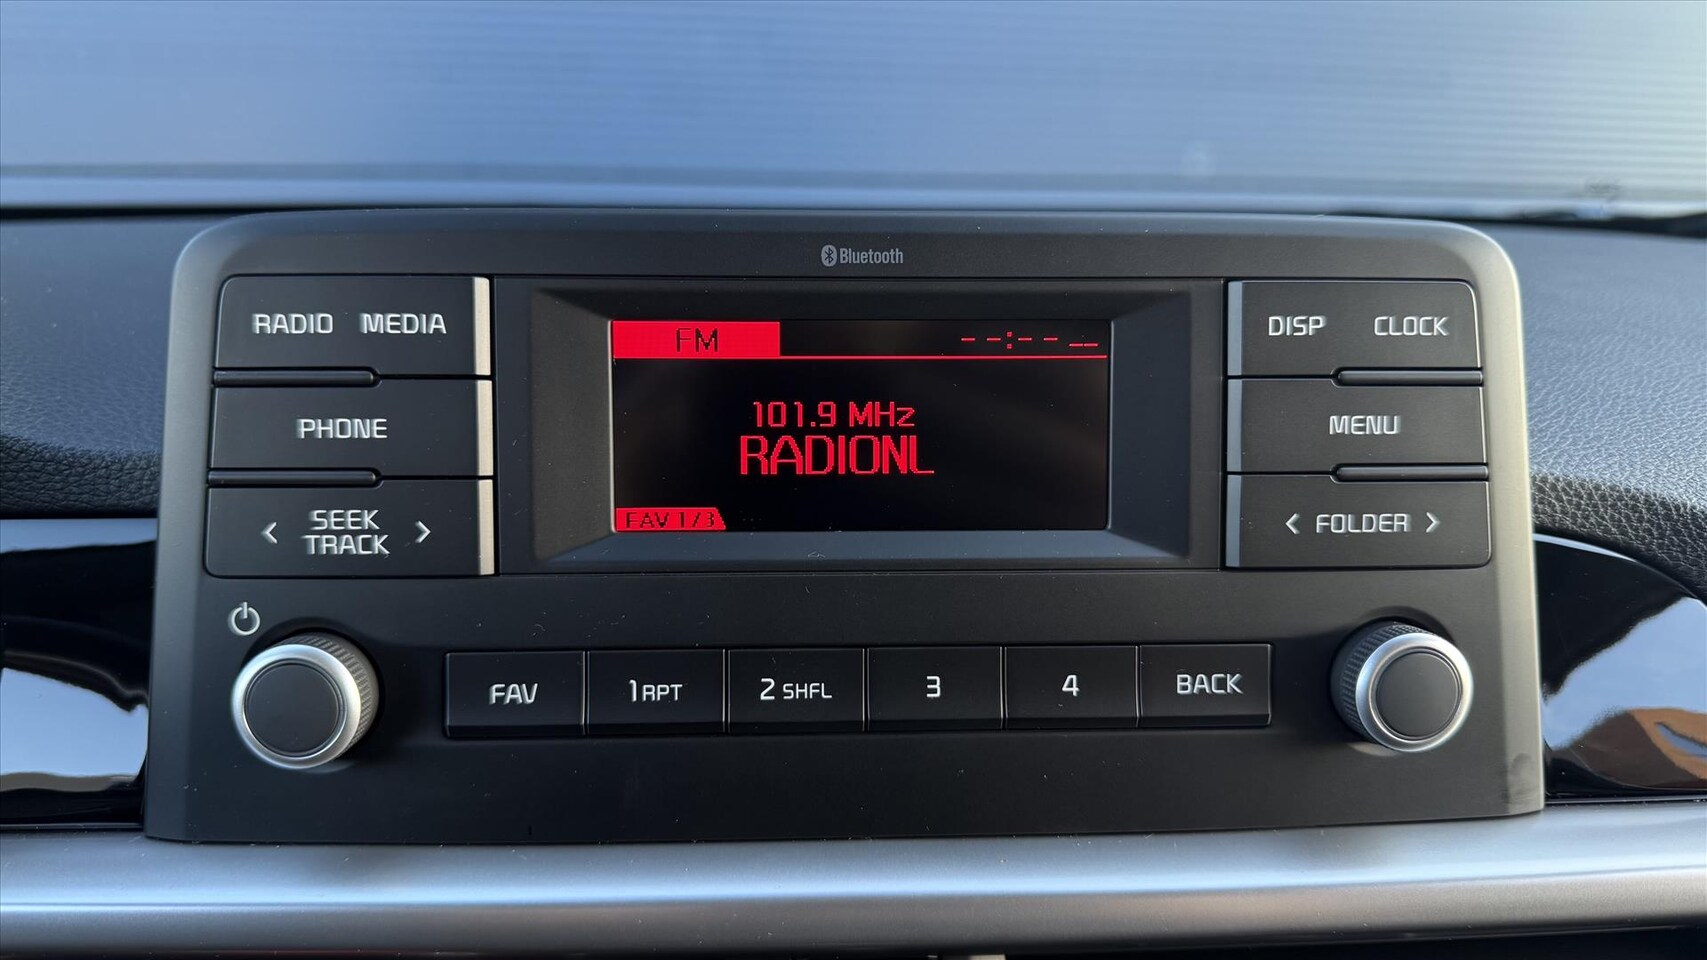 Bluetooth
RADIO MEDIA
PHONE
< SEEK TRACK >
FM --:-- __
101.9 MHz
RADIONL
FAV 1/3
DISP CLOCK
MENU
< FOLDER >
FAV 1 RPT 2 SHFL 3 4 BACK